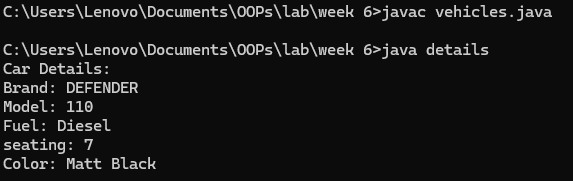 C:\Users\Lenovo\Documents\OOPs\lab\week 6>javac vehicles.java
C:\Users\Lenovo\Documents\OOPs\lab\week 6>java details
Car Details:
Brand: DEFENDER
Model: 110
Fuel: Diesel
seating: 7
Color: Matt Black